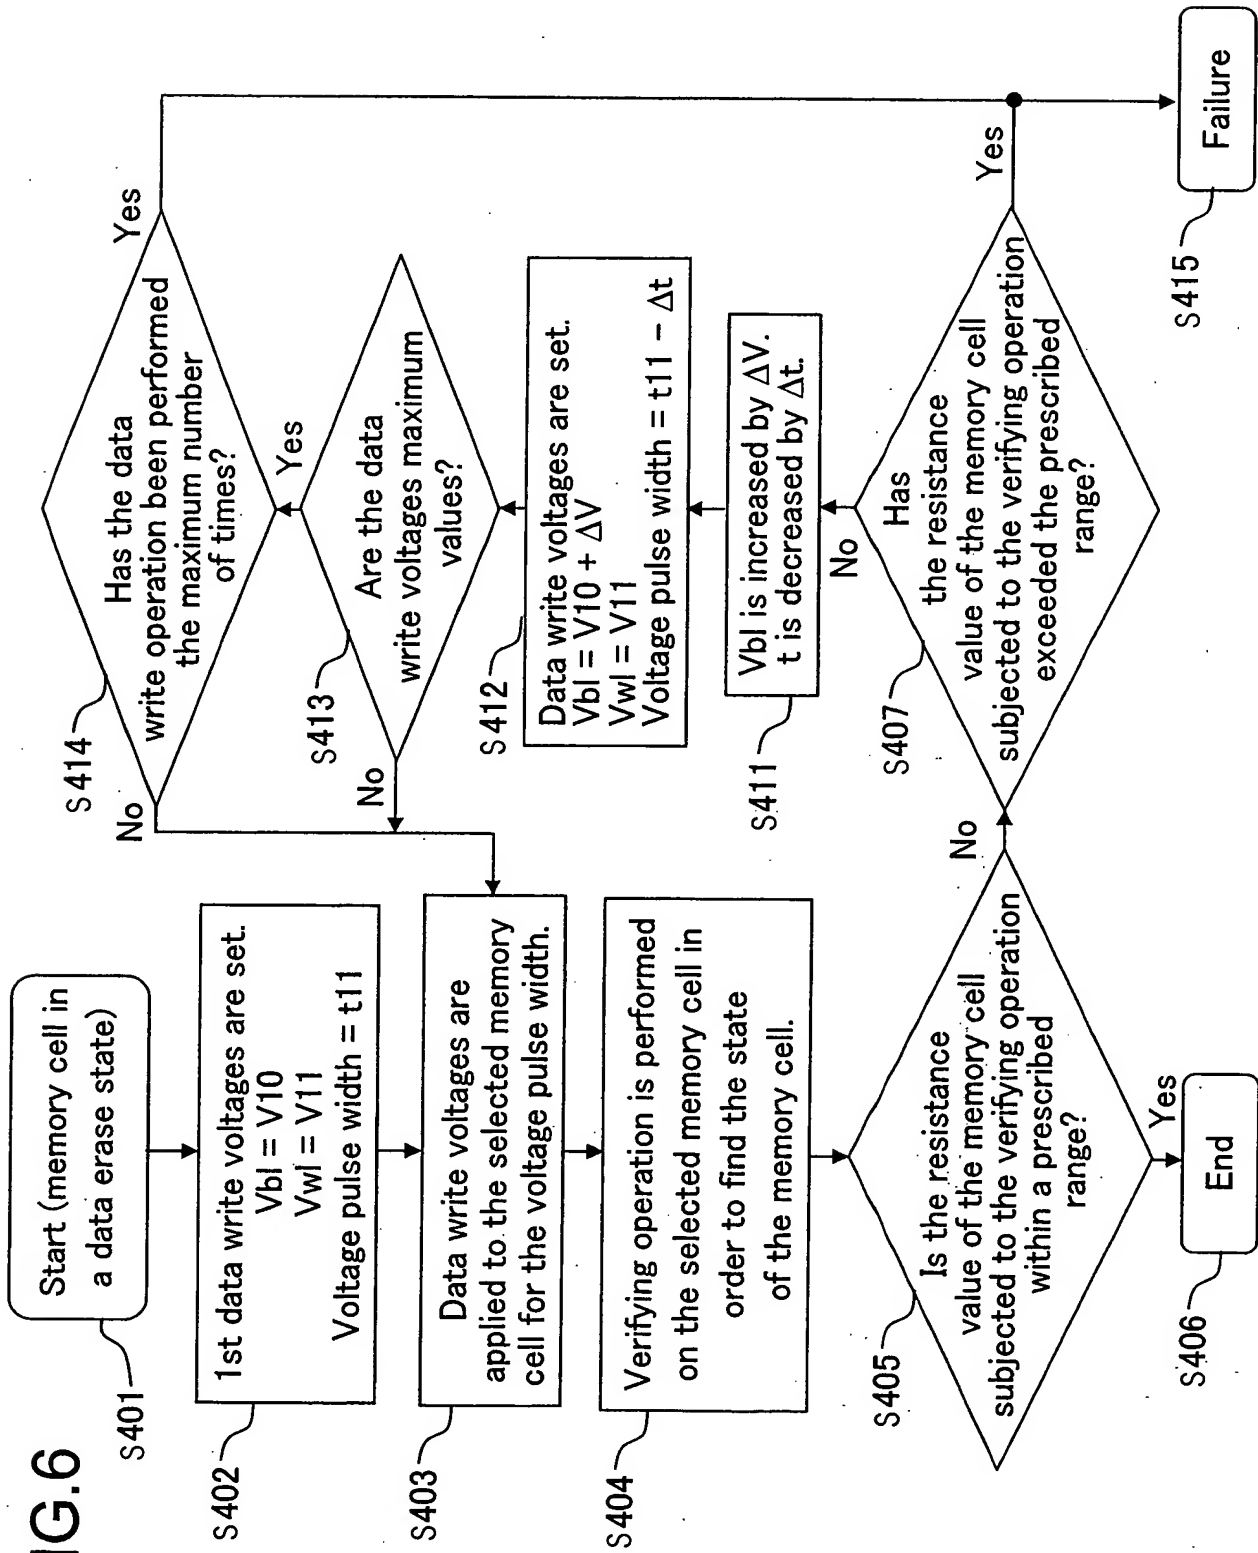 IG.6
S401
Start (memory cell in
a data erase state)
S402
1st data write voltages are set.
Vbl = V10
Vwl = V11
Voltage pulse width = t11
S403
Data write voltages are
applied to the selected memory
cell for the voltage pulse width.
S404
Verifying operation is performed
on the selected memory cell in
order to find the state
of the memory cell.
S405
Is the resistance
value of the memory cell
subjected to the verifying operation
within a prescribed
range?
Yes
No
S406
End
S414
Has the data
write operation been performed
the maximum number
of times?
Yes
No
S413
Are the data
write voltages maximum
values?
Yes
No
S412
Data write voltages are set.
Vbl = V10 + ΔV
Vwl = V11
Voltage pulse width = t11 - Δt
S411
Vbl is increased by ΔV.
t is decreased by Δt.
No
S407
Has
the resistance
value of the memory cell
subjected to the verifying operation
exceeded the prescribed
range?
Yes
S415
Failure